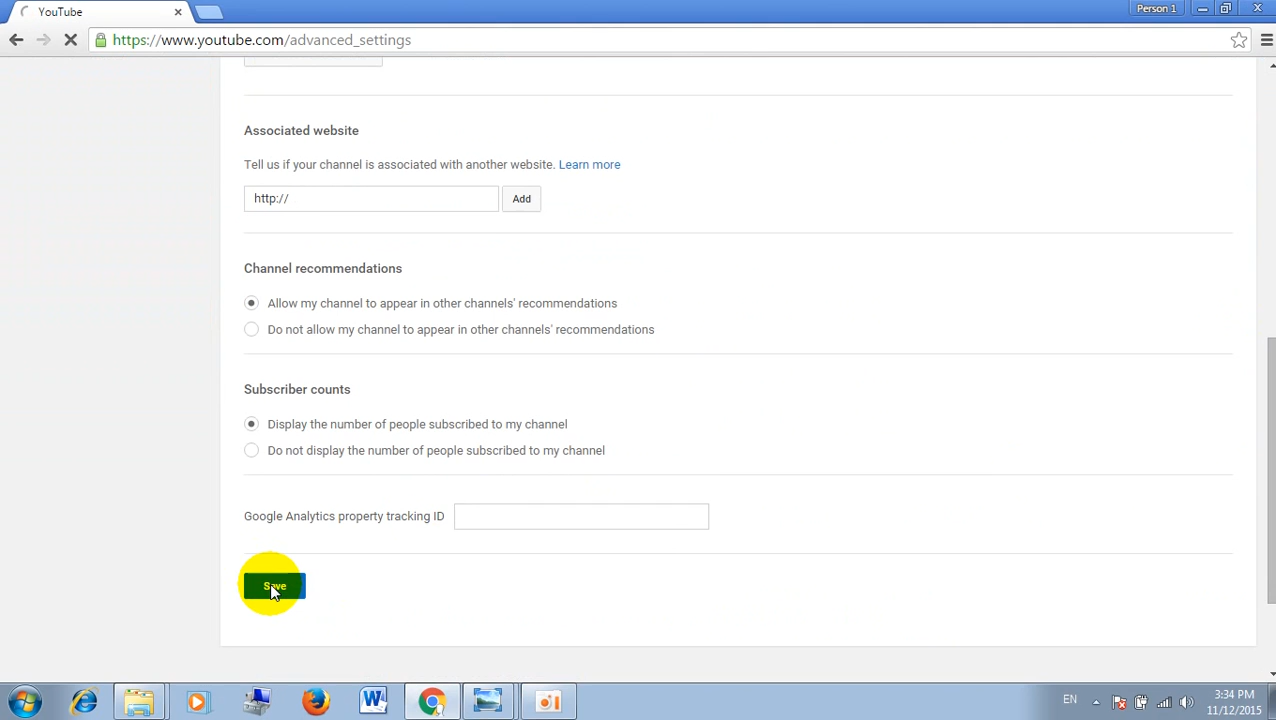 YouTube
Person 1
https://www.youtube.com/advanced_settings
Associated website
Tell us if your channel is associated with another website. Learn more
http://
Add
Channel recommendations
Allow my channel to appear in other channels' recommendations
Do not allow my channel to appear in other channels' recommendations
Subscriber counts
Display the number of people subscribed to my channel
Do not display the number of people subscribed to my channel
Google Analytics property tracking ID
Save
EN
3:34 PM
11/12/2015